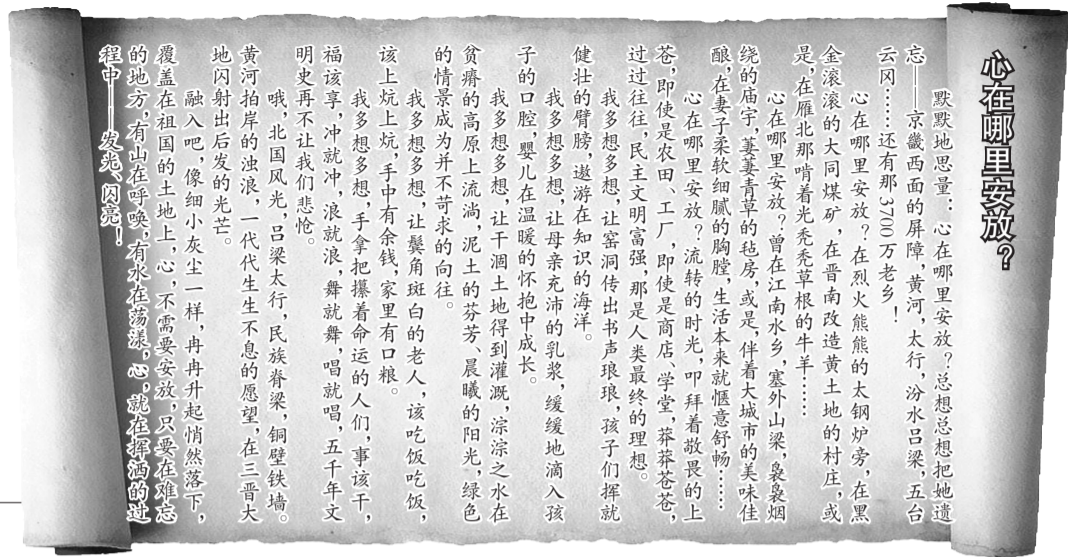 心在哪里安放？
默默地思量：心在哪里安放？总想总想把她遗
忘——京畿西面的屏障，黄河，太行，汾水吕梁，五台
云冈……还有那3700万老乡！
心在哪里安放？在烈火熊熊的太钢炉旁，在黑
金滚滚的大同煤矿，在晋南改造黄土地的村庄，或
是，在雁北那啃着光秃秃草根的牛羊……
心在哪里安放？曾在江南水乡，塞外山梁，袅袅烟
绕的庙宇，萋萋青草的毡房，或是，伴着大城市的美味佳
酿，在妻子柔软细腻的胸膛，生活本来就惬意舒畅……
心在哪里安放？流转的时光，叩拜着敬畏的上
苍，即使是农田、工厂，即使是商店、学堂，莽莽苍苍，
过过往往，民主文明富强，那是人类最终的理想。
我多想多想，让窑洞传出书声琅琅，孩子们挥就
健壮的臂膀，遨游在知识的海洋。
我多想多想，让母亲充沛的乳浆，缓缓地滴入孩
子的口腔，婴儿在温暖的怀抱中成长。
我多想多想，让干涸土地得到灌溉，淙淙之水在
贫瘠的高原上流淌，泥土的芬芳、晨曦的阳光，绿色
的情景成为并不苛求的向往。
我多想多想，让鬓角斑白的老人，该吃饭吃饭，
该上炕上炕，手中有余钱，家里有口粮。
我多想多想，手拿把攥着命运的人们，事该干，
福该享，冲就冲，浪就浪，舞就舞，唱就唱，五千年文
明史再不让我们悲怆。
哦，北国风光，吕梁太行，民族脊梁，铜壁铁墙。
黄河拍岸的浊浪，一代代生生不息的愿望，在三晋大
地闪射出后发的光芒。
融入吧，像细小灰尘一样，冉冉升起悄然落下，
覆盖在祖国的土地上，心，不需要安放，只要在难忘
的地方，有山在呼唤，有水在荡漾，心，就在挥洒的过
程中——发光、闪亮！